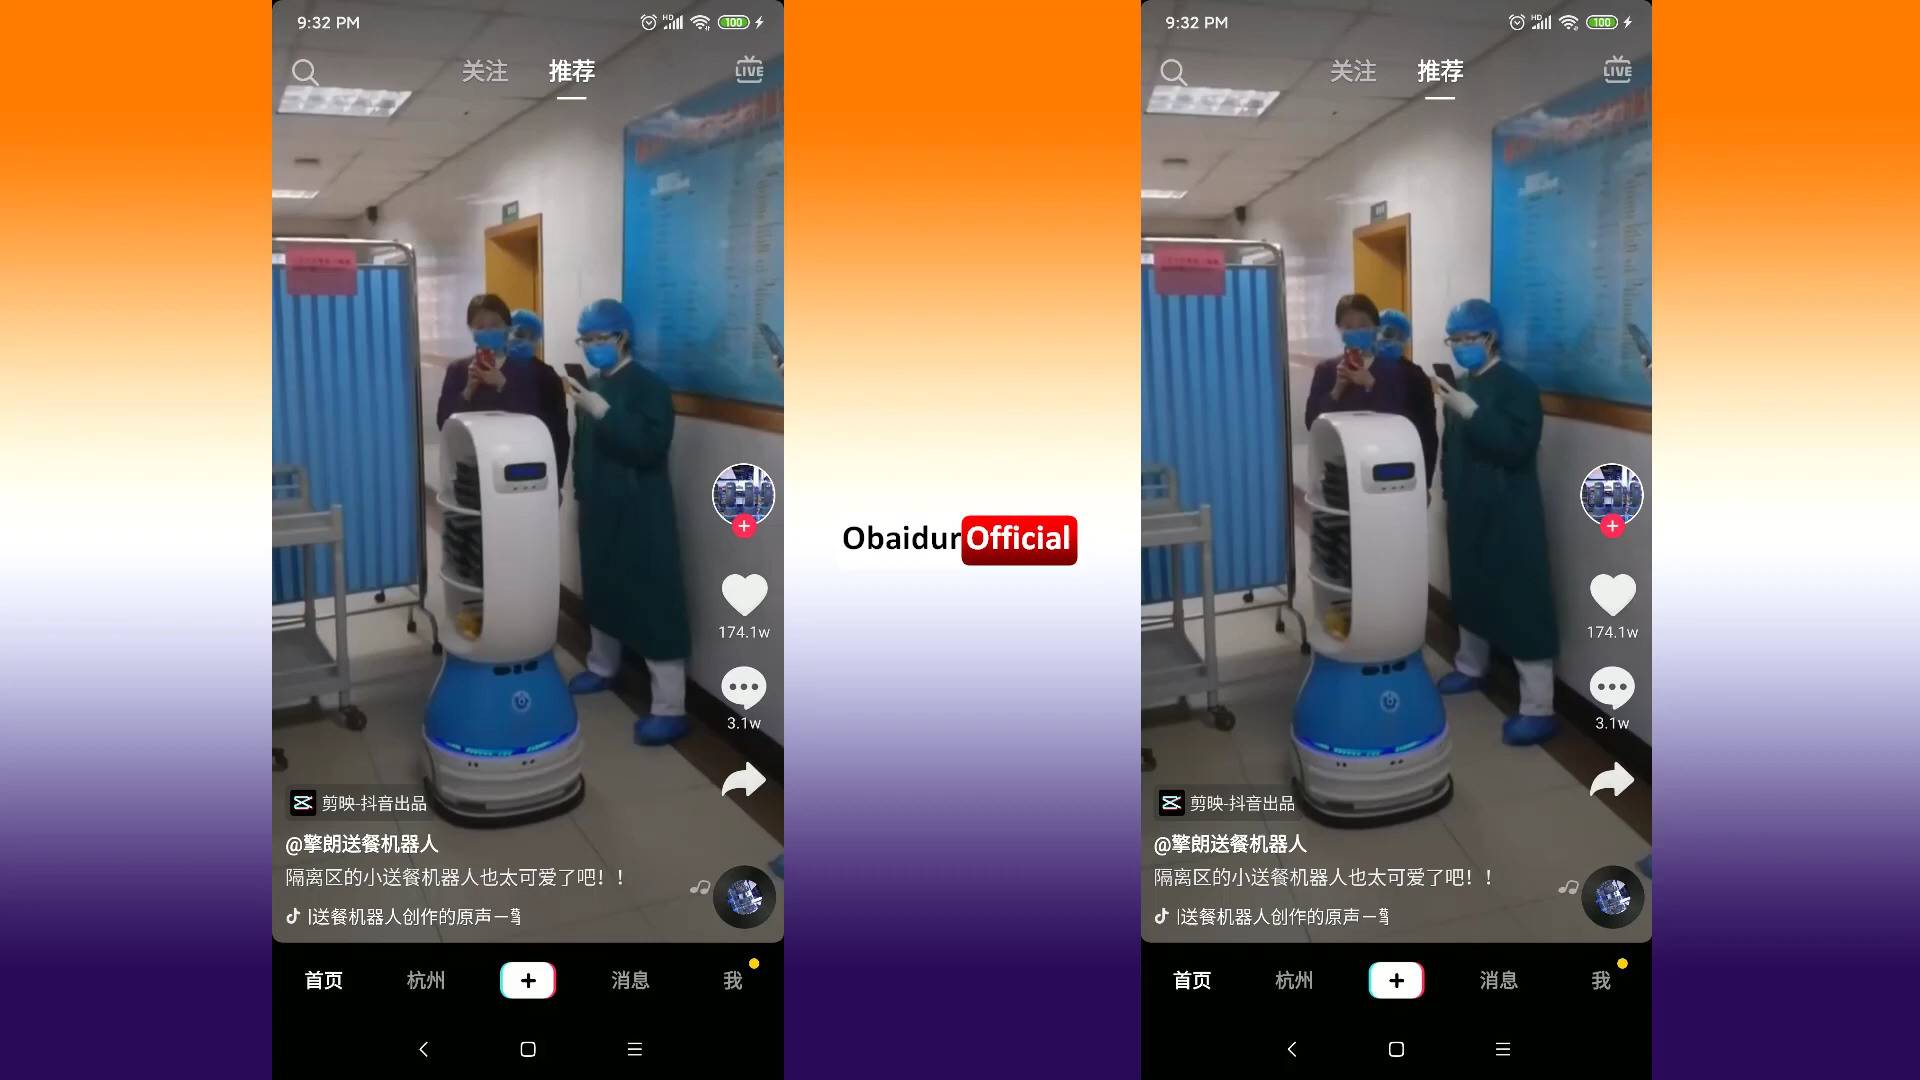 9:32 PM
HD
100
关注
推荐
LIVE
174.1w
3.1w
剪映-抖音出品
@擎朗送餐机器人
隔离区的小送餐机器人也太可爱了吧！！
送餐机器人创作的原声一
首页
杭州
消息
我
ObaidurOfficial
9:32 PM
HD
100
关注
推荐
LIVE
174.1w
3.1w
剪映-抖音出品
@擎朗送餐机器人
隔离区的小送餐机器人也太可爱了吧！！
送餐机器人创作的原声一
首页
杭州
消息
我